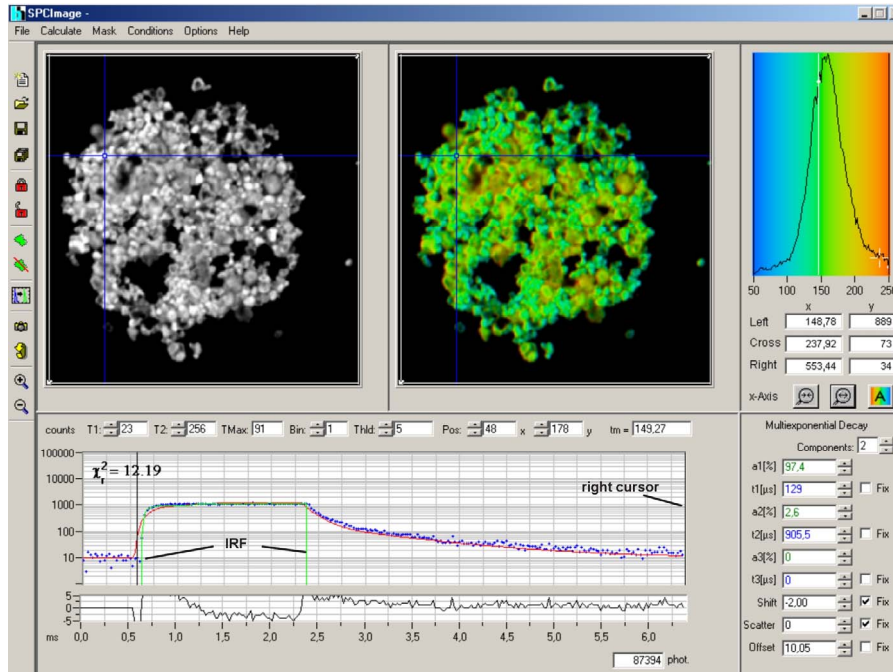 SPCImage -
File Calculate Mask Conditions Options Help
50 100 150 200 250
x y
Left 148,78 889
Cross 237,92 73
Right 553,44 34
x-Axis A
counts T1: 23 T2: 256 TMax: 91 Bin: 1 Thld: 5 Pos: 48 x 178 y tm = 149,27
100000
10000
1000
100
10
χr² = 12.19
right cursor
IRF
5
0
-5
ms 0,0 0,5 1,0 1,5 2,0 2,5 3,0 3,5 4,0 4,5 5,0 5,5 6,0
87394 phot.
Multiexponential Decay
Components: 2
a1[%] 97,4
t1[µs] 129 Fix
a2[%] 2,6
t2[µs] 905,5 Fix
a3[%] 0
t3[µs] 0 Fix
Shift -2,00 Fix
Scatter 0 Fix
Offset 10,05 Fix